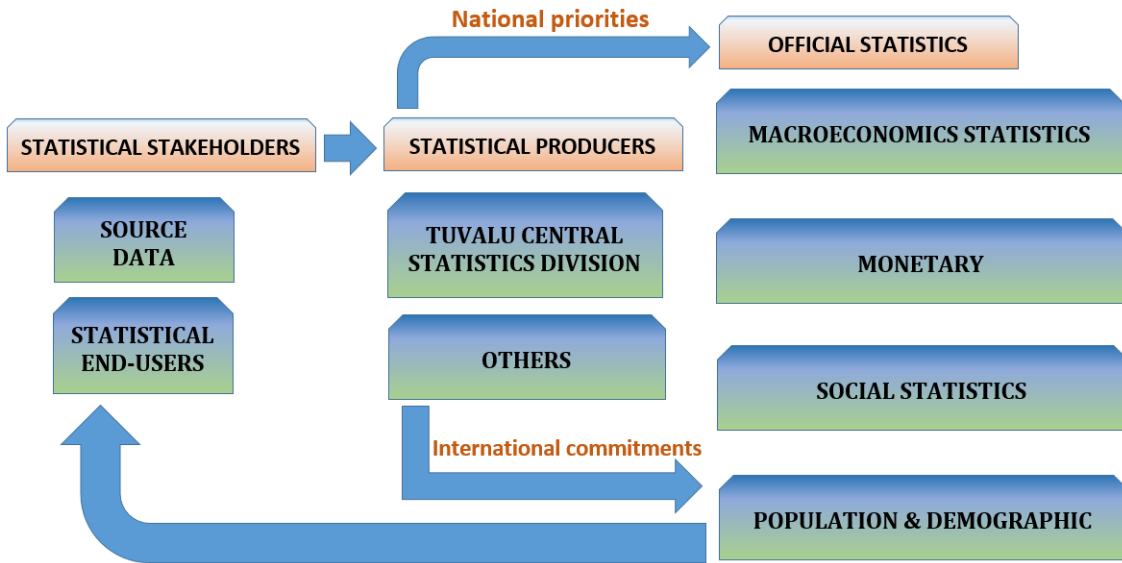 National priorities
OFFICIAL STATISTICS
MACROECONOMICS STATISTICS
STATISTICAL STAKEHOLDERS
STATISTICAL PRODUCERS
SOURCE
DATA
TUVALU CENTRAL
STATISTICS DIVISION
MONETARY
STATISTICAL
END-USERS
OTHERS
SOCIAL STATISTICS
International commitments
POPULATION & DEMOGRAPHIC